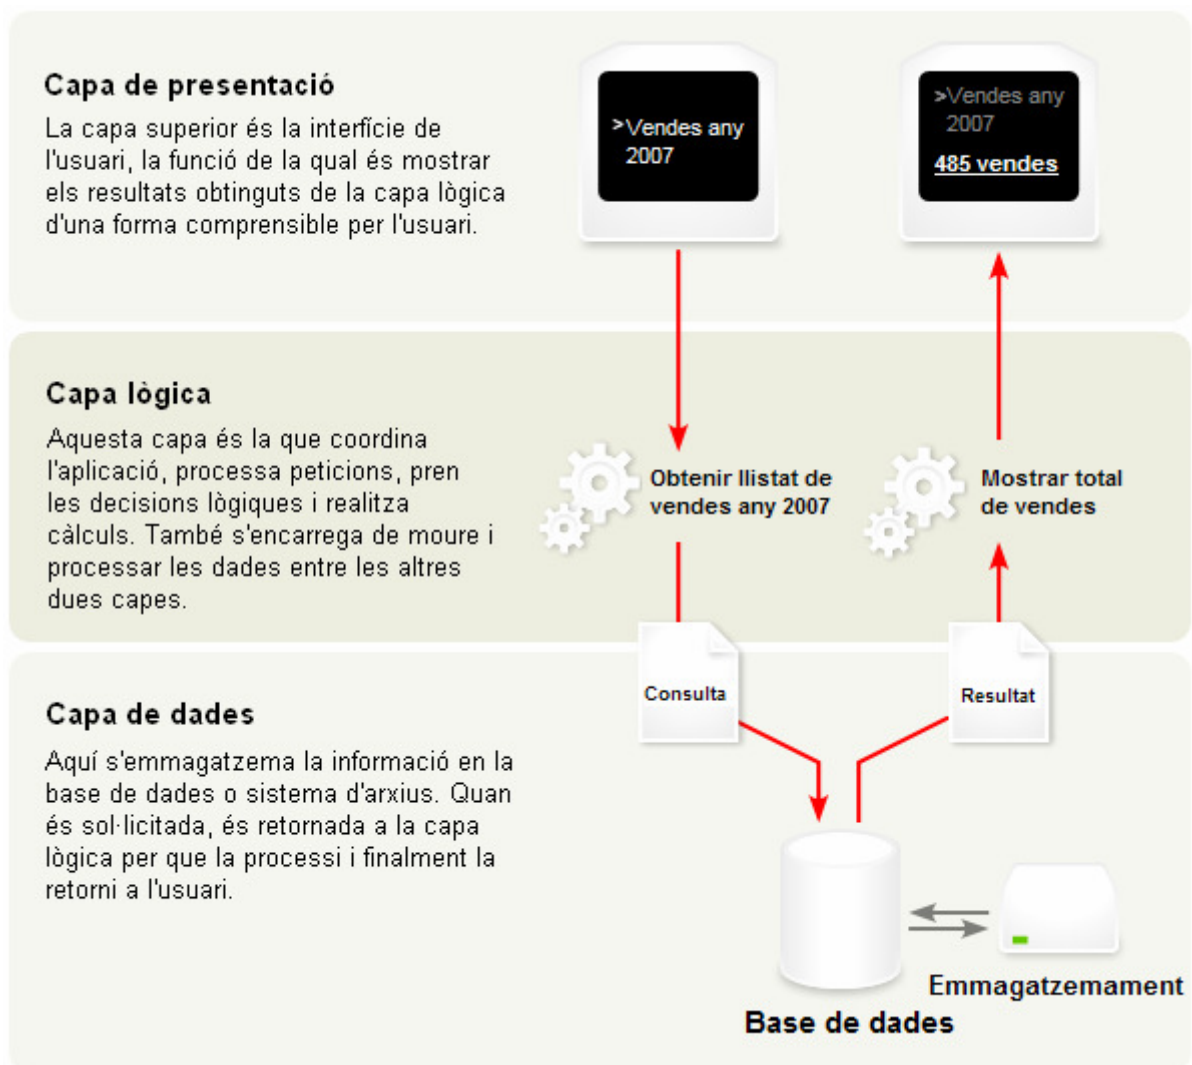 Capa de presentació
La capa superior és la interfície de
l'usuari, la funció de la qual és mostrar
els resultats obtinguts de la capa lògica
d'una forma comprensible per l'usuari.
>Vendes any
2007
>Vendes any
2007
485 vendes
Capa lògica
Aquesta capa és la que coordina
l'aplicació, processa peticions, pren
les decisions lògiques i realitza
càlculs. També s'encarrega de moure i
processar les dades entre les altres
dues capes.
Obtenir llistat de
vendes any 2007
Mostrar total
de vendes
Consulta
Resultat
Capa de dades
Aquí s'emmagatzema la informació en la
base de dades o sistema d'arxius. Quan
és sol·licitada, és retornada a la capa
lògica per que la processi i finalment la
retorni a l'usuari.
Emmagatzemament
Base de dades